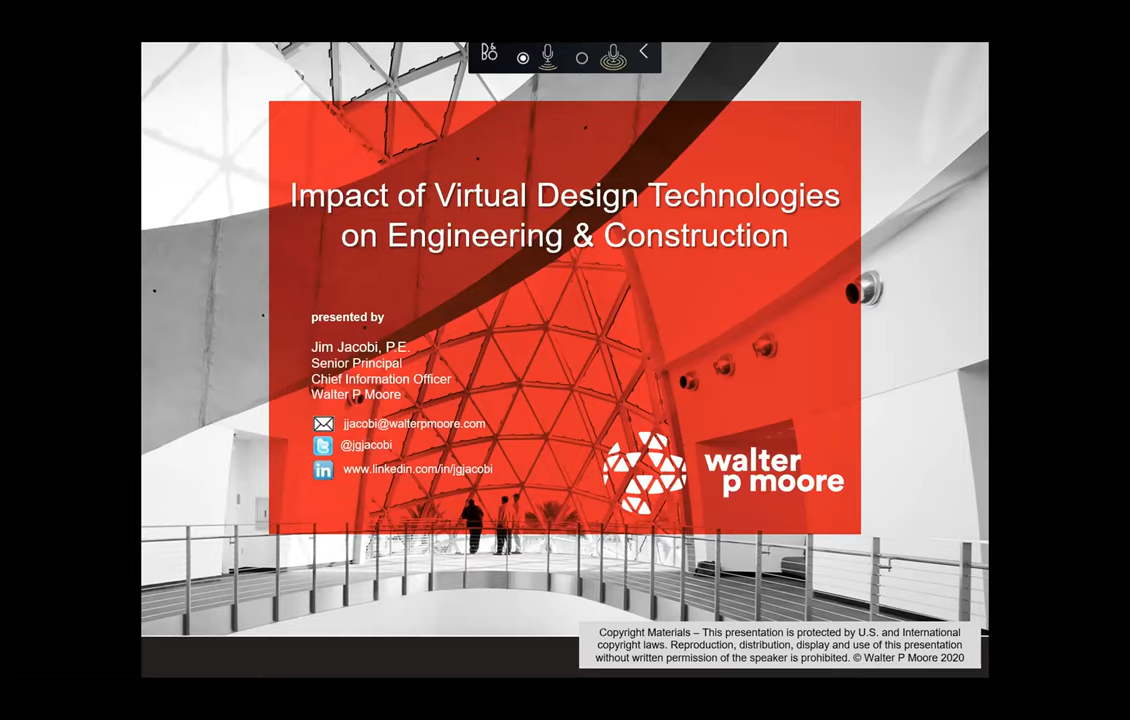 Impact of Virtual Design Technologies
on Engineering & Construction
presented by
Jim Jacobi, P.E.
Senior Principal
Chief Information Officer
Walter P Moore
jjacobi@walterpmoore.com
@jgjacobi
in www.linkedin.com/in/jgjacobi
walter
p moore
Copyright Materials – This presentation is protected by U.S. and International
copyright laws. Reproduction, distribution, display and use of this presentation
without written permission of the speaker is prohibited. © Walter P Moore 2020